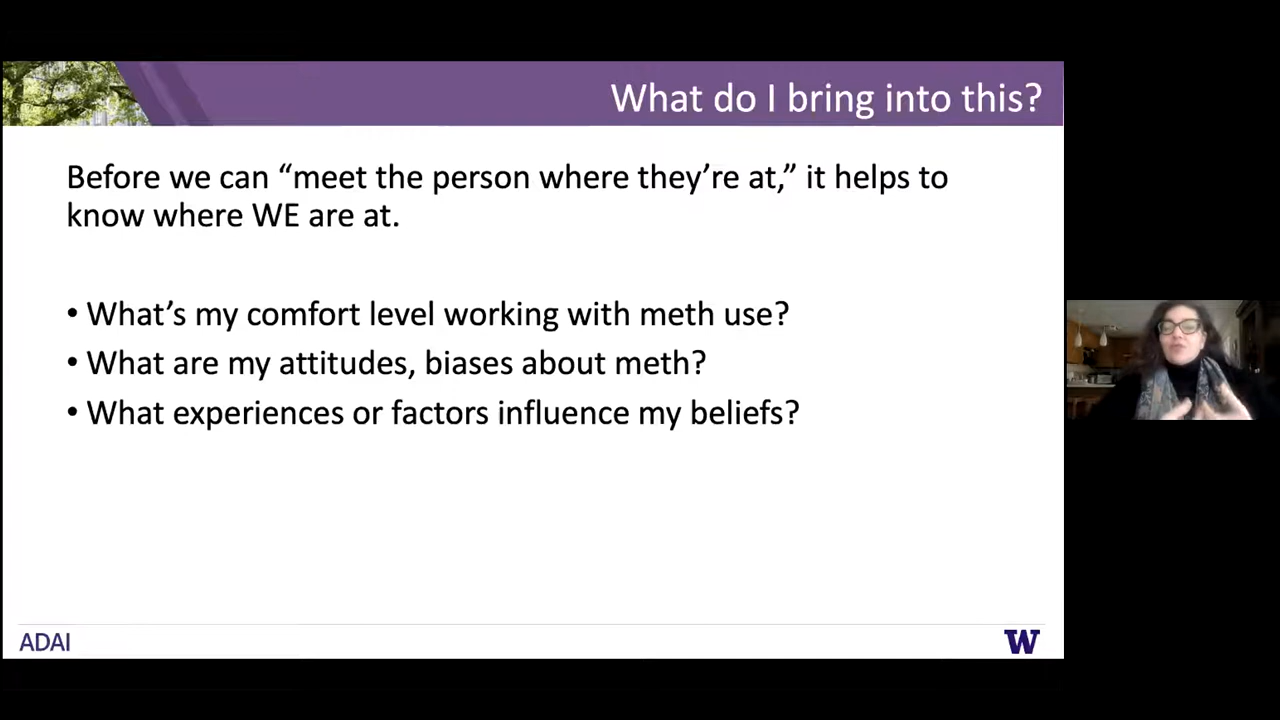 What do I bring into this?
Before we can “meet the person where they’re at,” it helps to
know where WE are at.
• What’s my comfort level working with meth use?
• What are my attitudes, biases about meth?
• What experiences or factors influence my beliefs?
ADAI
W